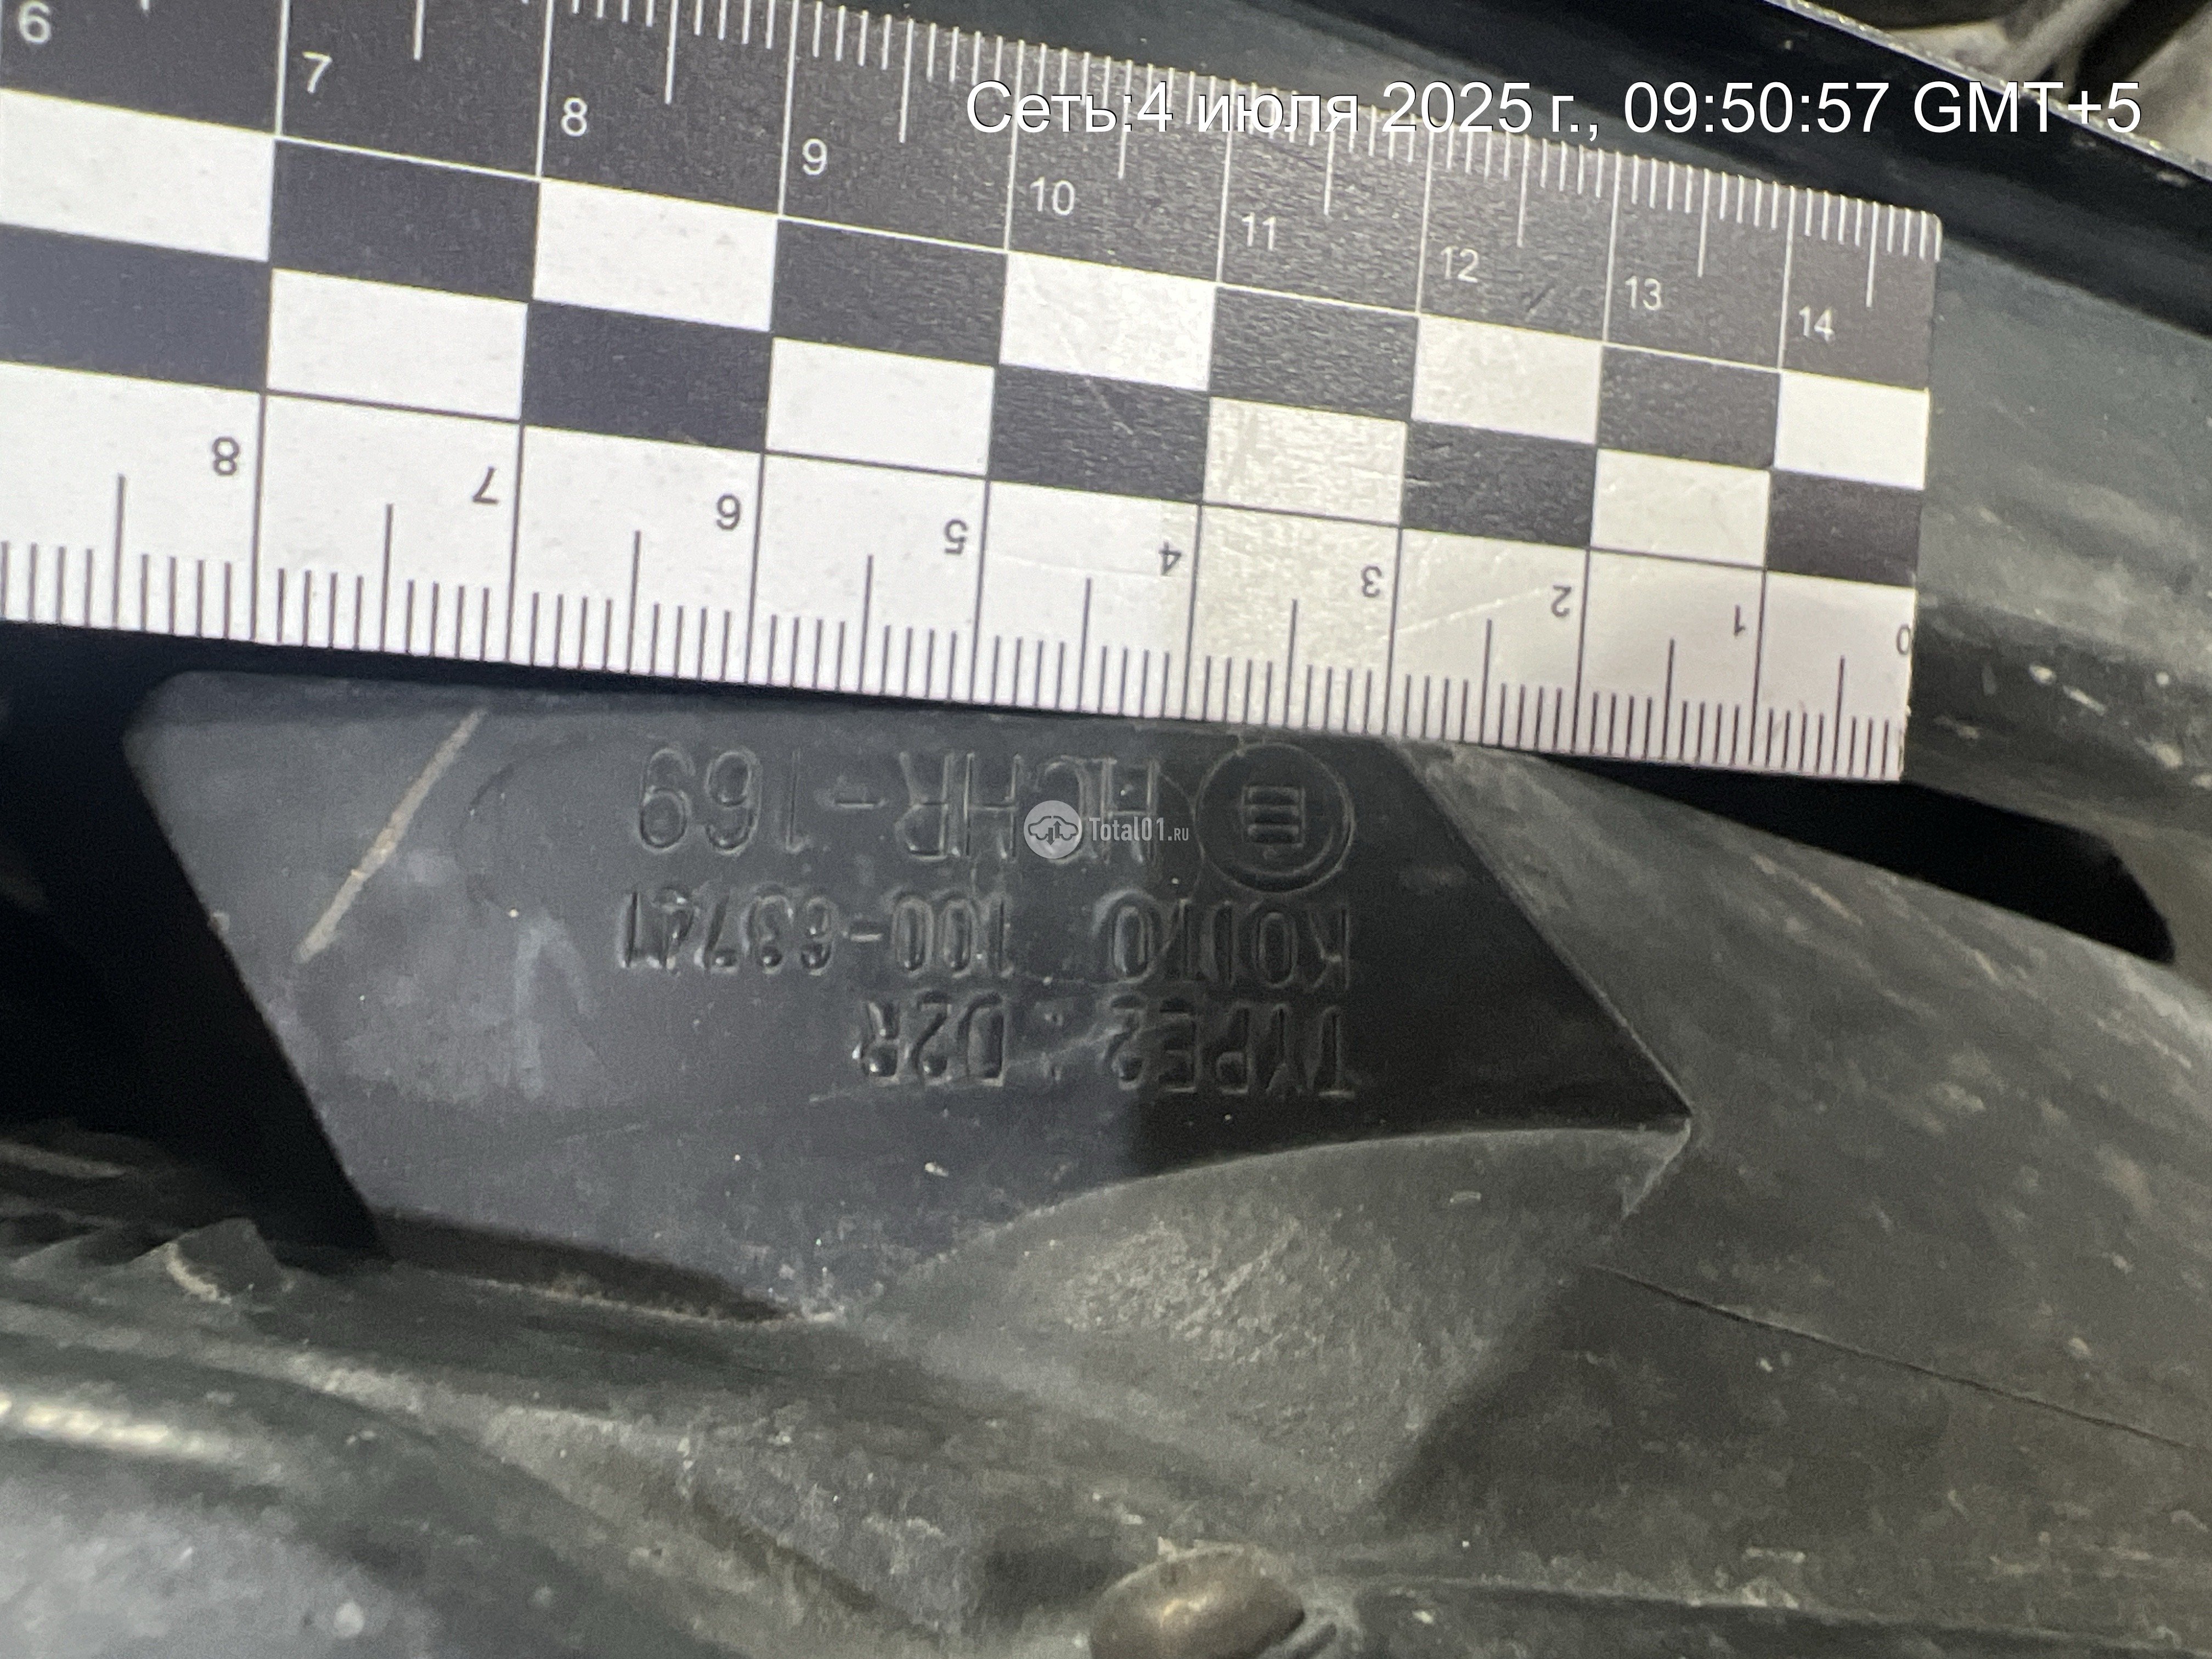 Сеть:4 июля 2025 г., 09:50:57 GMT+5
6 7 8 9 10 11 12 13 14
8 7 6 5 4 3 2 1 0
TYPE2 D2R
KOITO 100-63741
HCHR-169
Total01.RU